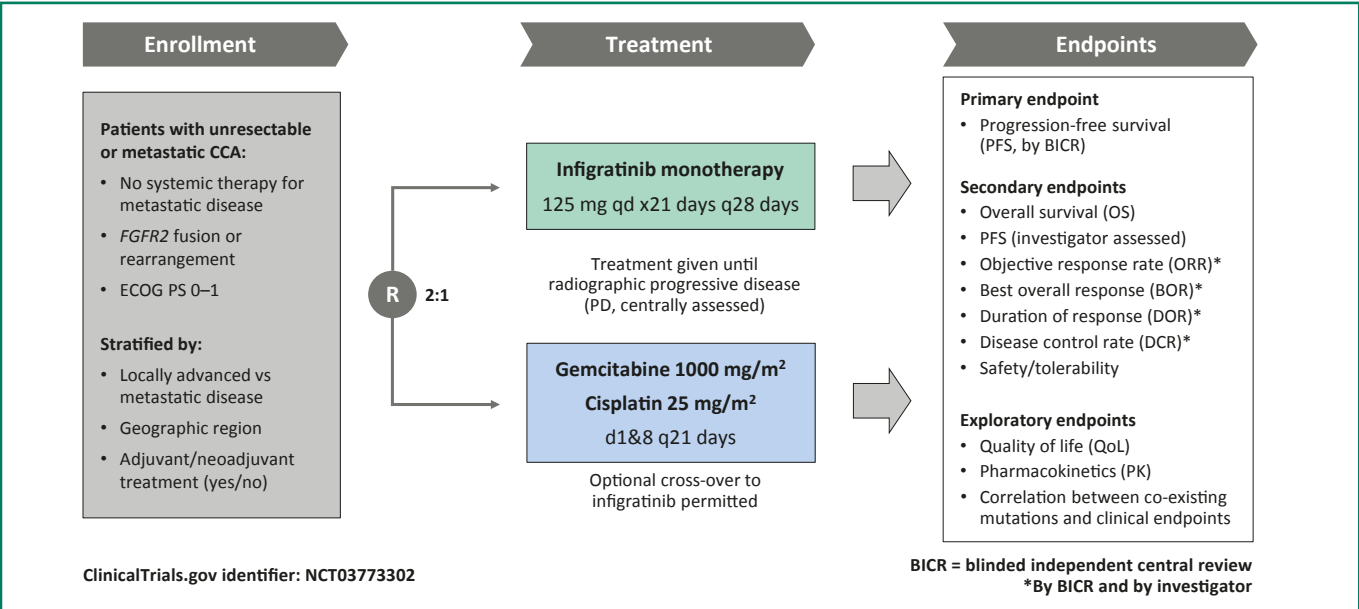 Enrollment
Treatment
Endpoints
Patients with unresectable
or metastatic CCA:
• No systemic therapy for
metastatic disease
• FGFR2 fusion or
rearrangement
• ECOG PS 0–1
Stratified by:
• Locally advanced vs
metastatic disease
• Geographic region
• Adjuvant/neoadjuvant
treatment (yes/no)
R
2:1
Infigratinib monotherapy
125 mg qd x21 days q28 days
Treatment given until
radiographic progressive disease
(PD, centrally assessed)
Gemcitabine 1000 mg/m²
Cisplatin 25 mg/m²
d1&8 q21 days
Optional cross-over to
infigratinib permitted
Primary endpoint
• Progression-free survival
(PFS, by BICR)
Secondary endpoints
• Overall survival (OS)
• PFS (investigator assessed)
• Objective response rate (ORR)*
• Best overall response (BOR)*
• Duration of response (DOR)*
• Disease control rate (DCR)*
• Safety/tolerability
Exploratory endpoints
• Quality of life (QoL)
• Pharmacokinetics (PK)
• Correlation between co-existing
mutations and clinical endpoints
ClinicalTrials.gov identifier: NCT03773302
BICR = blinded independent central review
*By BICR and by investigator